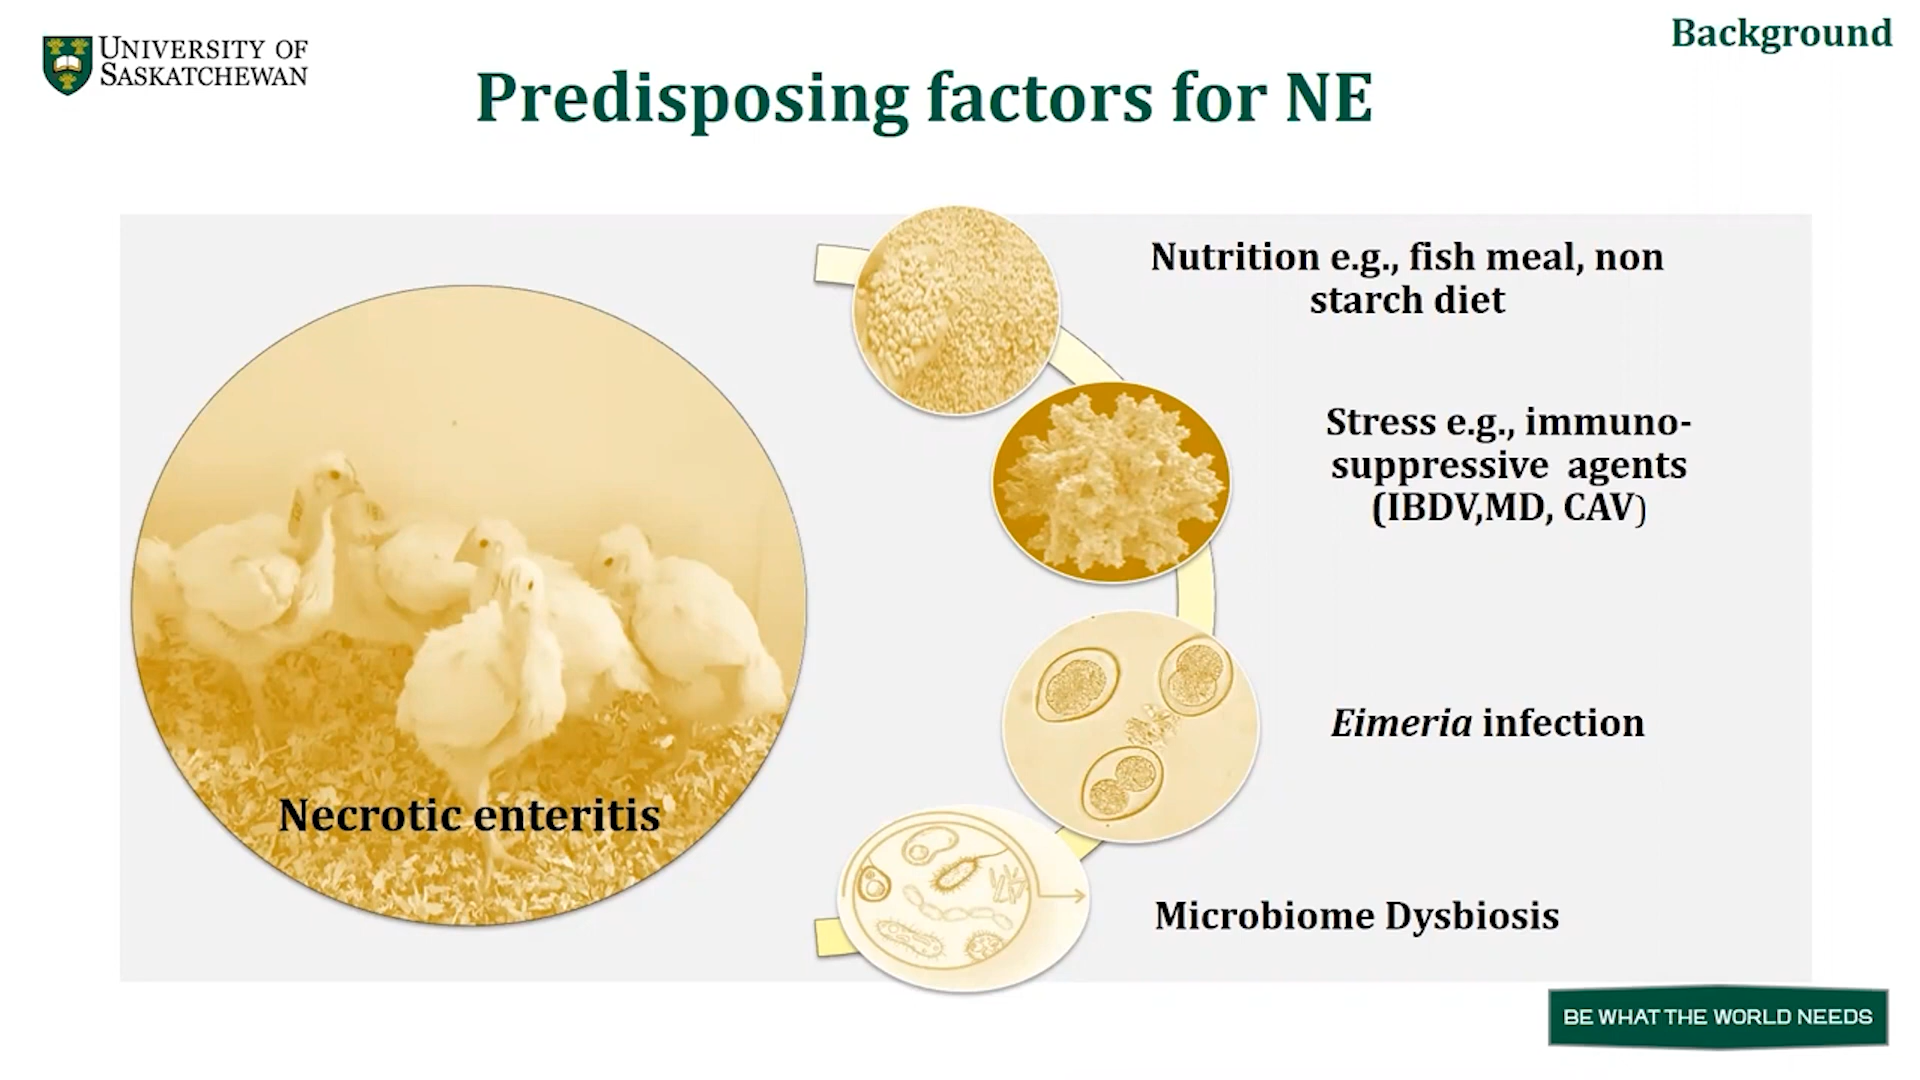 UNIVERSITY OF
SASKATCHEWAN
Background
Predisposing factors for NE
Nutrition e.g., fish meal, non
starch diet
Stress e.g., immuno-
suppressive agents
(IBDV,MD, CAV)
Eimeria infection
Necrotic enteritis
Microbiome Dysbiosis
BE WHAT THE WORLD NEEDS